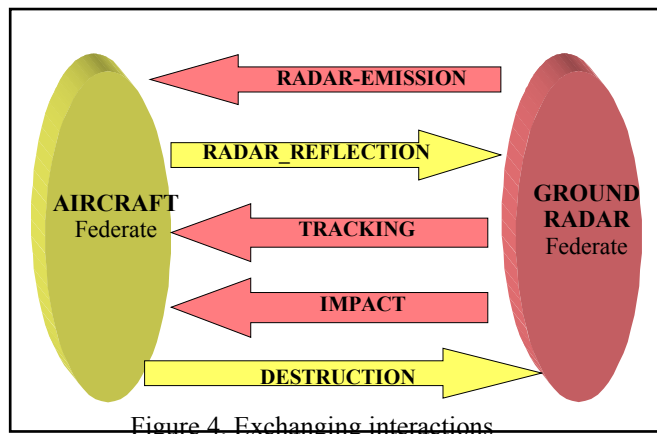 RADAR-EMISSION
RADAR_REFLECTION
AIRCRAFT
Federate
GROUND
RADAR
Federate
TRACKING
IMPACT
DESTRUCTION
Figure 4. Exchanging interactions